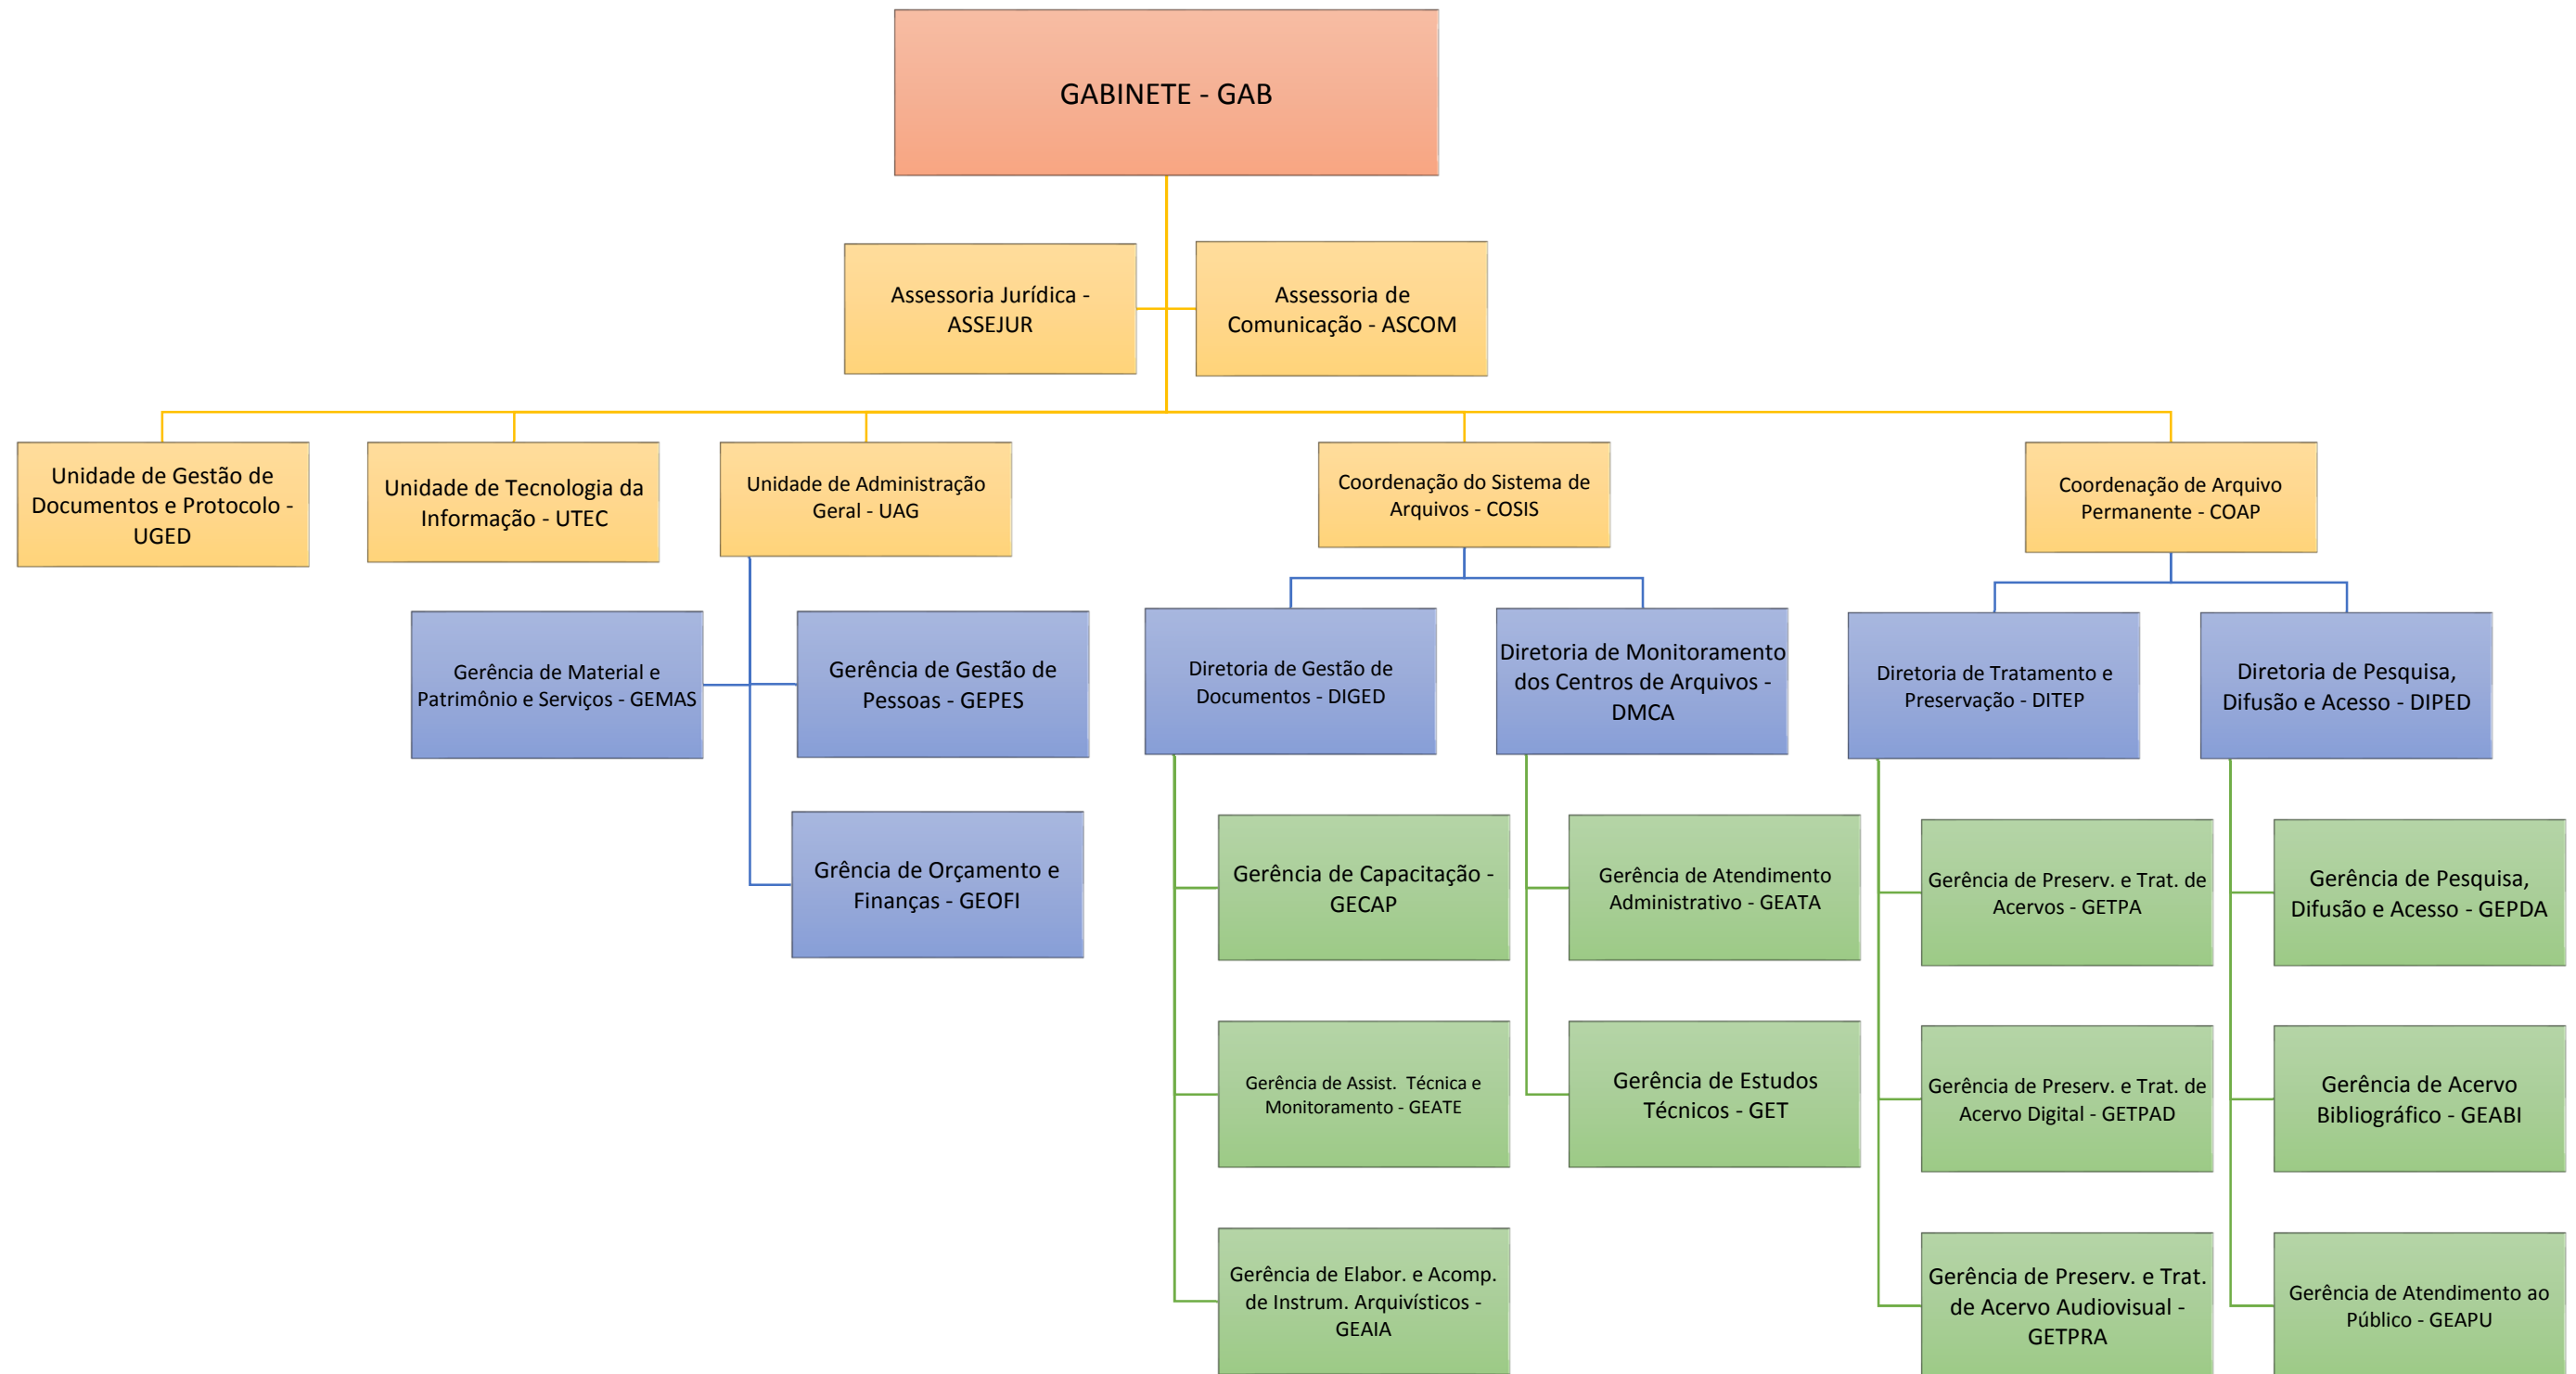 GABINETE - GAB
Assessoria Jurídica -
ASSEJUR
Assessoria de
Comunicação - ASCOM
Unidade de Gestão de
Documentos e Protocolo -
UGED
Unidade de Tecnologia da
Informação - UTEC
Unidade de Administração
Geral - UAG
Coordenação do Sistema de
Arquivos - COSIS
Coordenação de Arquivo
Permanente - COAP
Gerência de Material e
Patrimônio e Serviços - GEMAS
Gerência de Gestão de
Pessoas - GEPES
Grência de Orçamento e
Finanças - GEOFI
Diretoria de Gestão de
Documentos - DIGED
Diretoria de Monitoramento
dos Centros de Arquivos -
DMCA
Diretoria de Tratamento e
Preservação - DITEP
Diretoria de Pesquisa,
Difusão e Acesso - DIPED
Gerência de Capacitação -
GECAP
Gerência de Atendimento
Administrativo - GEATA
Gerência de Preserv. e Trat. de
Acervos - GETPA
Gerência de Pesquisa,
Difusão e Acesso - GEPDA
Gerência de Assist.  Técnica e
Monitoramento - GEATE
Gerência de Estudos
Técnicos - GET
Gerência de Preserv. e Trat. de
Acervo Digital - GETPAD
Gerência de Acervo
Bibliográfico - GEABI
Gerência de Elabor. e Acomp.
de Instrum. Arquivísticos -
GEAIA
Gerência de Preserv. e Trat.
de Acervo Audiovisual -
GETPRA
Gerência de Atendimento ao
Público - GEAPU